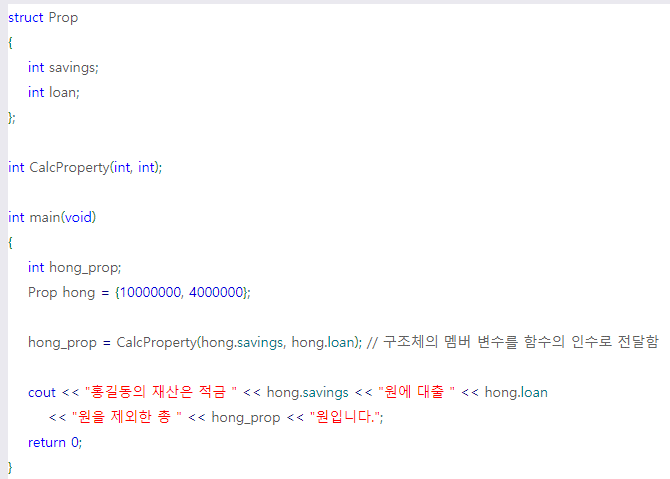 struct Prop
{
int savings;
int loan;
};
int CalcProperty(int, int);
int main(void)
{
int hong_prop;
Prop hong = {10000000, 4000000};
hong_prop = CalcProperty(hong.savings, hong.loan); // 구조체의 멤버 변수를 함수의 인수로 전달함
cout << "홍길동의 재산은 적금 " << hong.savings << "원에 대출 " << hong.loan
<< "원을 제외한 총 " << hong_prop << "원입니다.";
return 0;
}